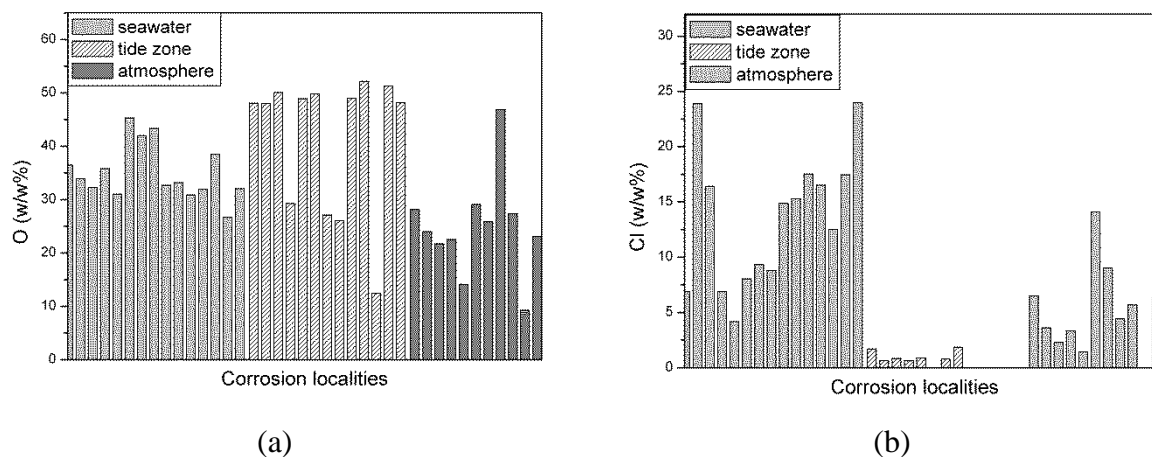 60
50
40
30
20
10
0
O (w/w%)
seawater
tide zone
atmosphere
Corrosion localities
(a)
30
25
20
15
10
5
0
Cl (w/w%)
seawater
tide zone
atmosphere
Corrosion localities
(b)